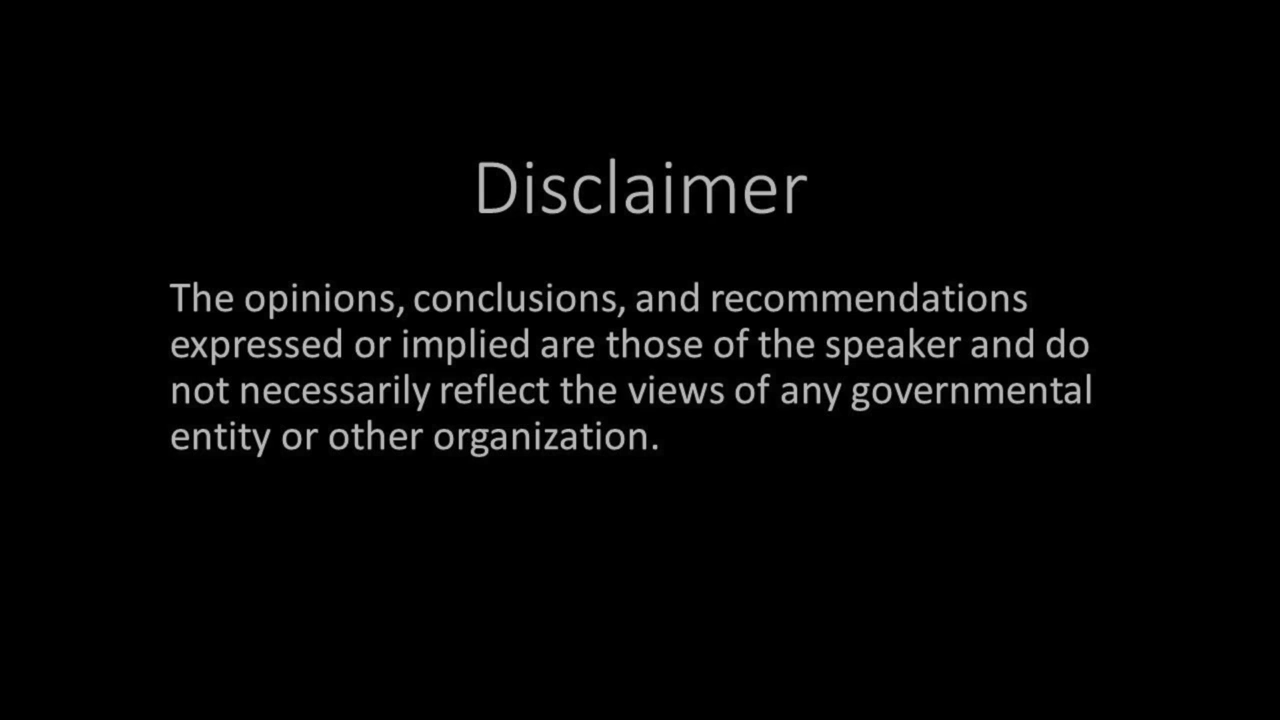 Disclaimer
The opinions, conclusions, and recommendations
expressed or implied are those of the speaker and do
not necessarily reflect the views of any governmental
entity or other organization.